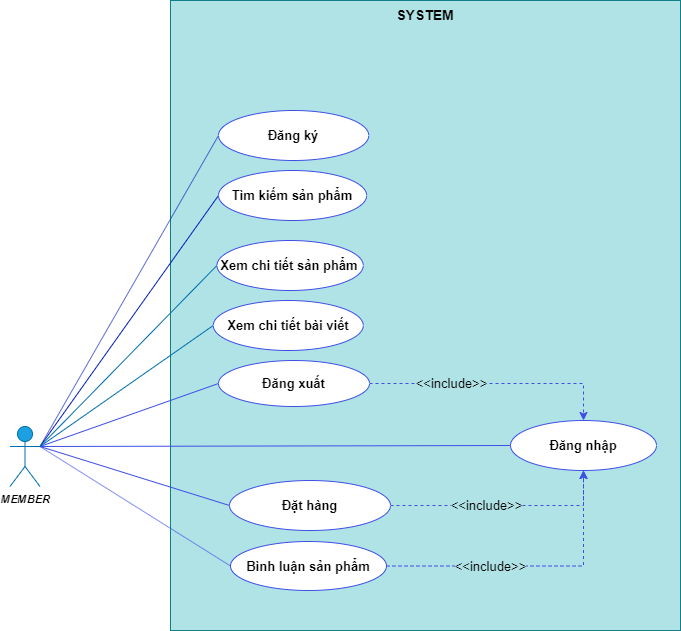 SYSTEM
Đăng ký
Tìm kiếm sản phẩm
Xem chi tiết sản phẩm
Xem chi tiết bài viết
Đăng xuất
<<include>>
Đăng nhập
MEMBER
Đặt hàng
<<include>>
Bình luận sản phẩm
<<include>>